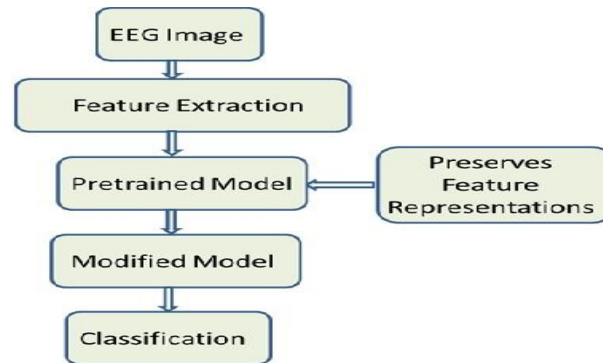 EEG Image
Feature Extraction
Pretrained Model
Preserves
Feature
Representations
Modified Model
Classification